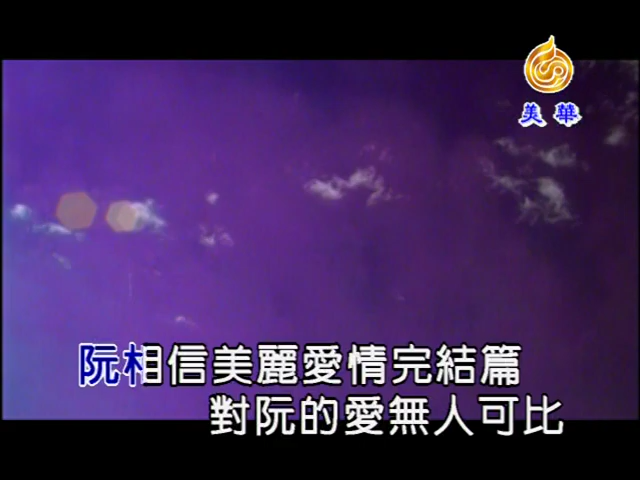 美華
阮相信美麗愛情完結篇
對阮的愛無人可比